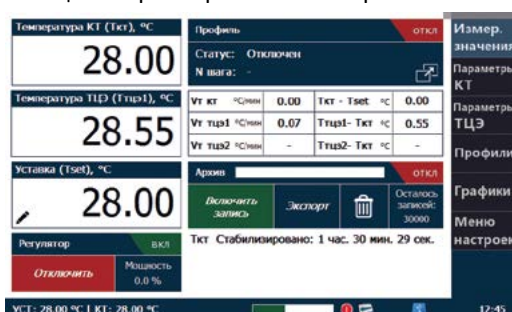 Температура КТ (Ткт), °С
28.00
Температура ТЦЭ (Ттцэ1), °С
28.55
Уставка (Tset), °С
28.00
Регулятор ВКЛ
Отключить
Мощность
0.0 %
Профиль ОТКЛ
Статус: Отключен
N шага: -
Vт кт °С/мин 0.00 Ткт - Tset °С 0.00
Vт тцэ1 °С/мин 0.07 Ттцэ1- Ткт °С 0.55
Vт тцэ2 °С/мин - Ттцэ2- Ткт °С -
Архив ОТКЛ
Включить
запись
Экспорт
Осталось
записей:
30000
Ткт Стабилизировано: 1 час. 30 мин. 29 сек.
Измер.
значения
Параметры
КТ
Параметры
ТЦЭ
Профили
Графики
Меню
настроек
УСТ: 28.00 °С | КТ: 28.00 °С
12:45